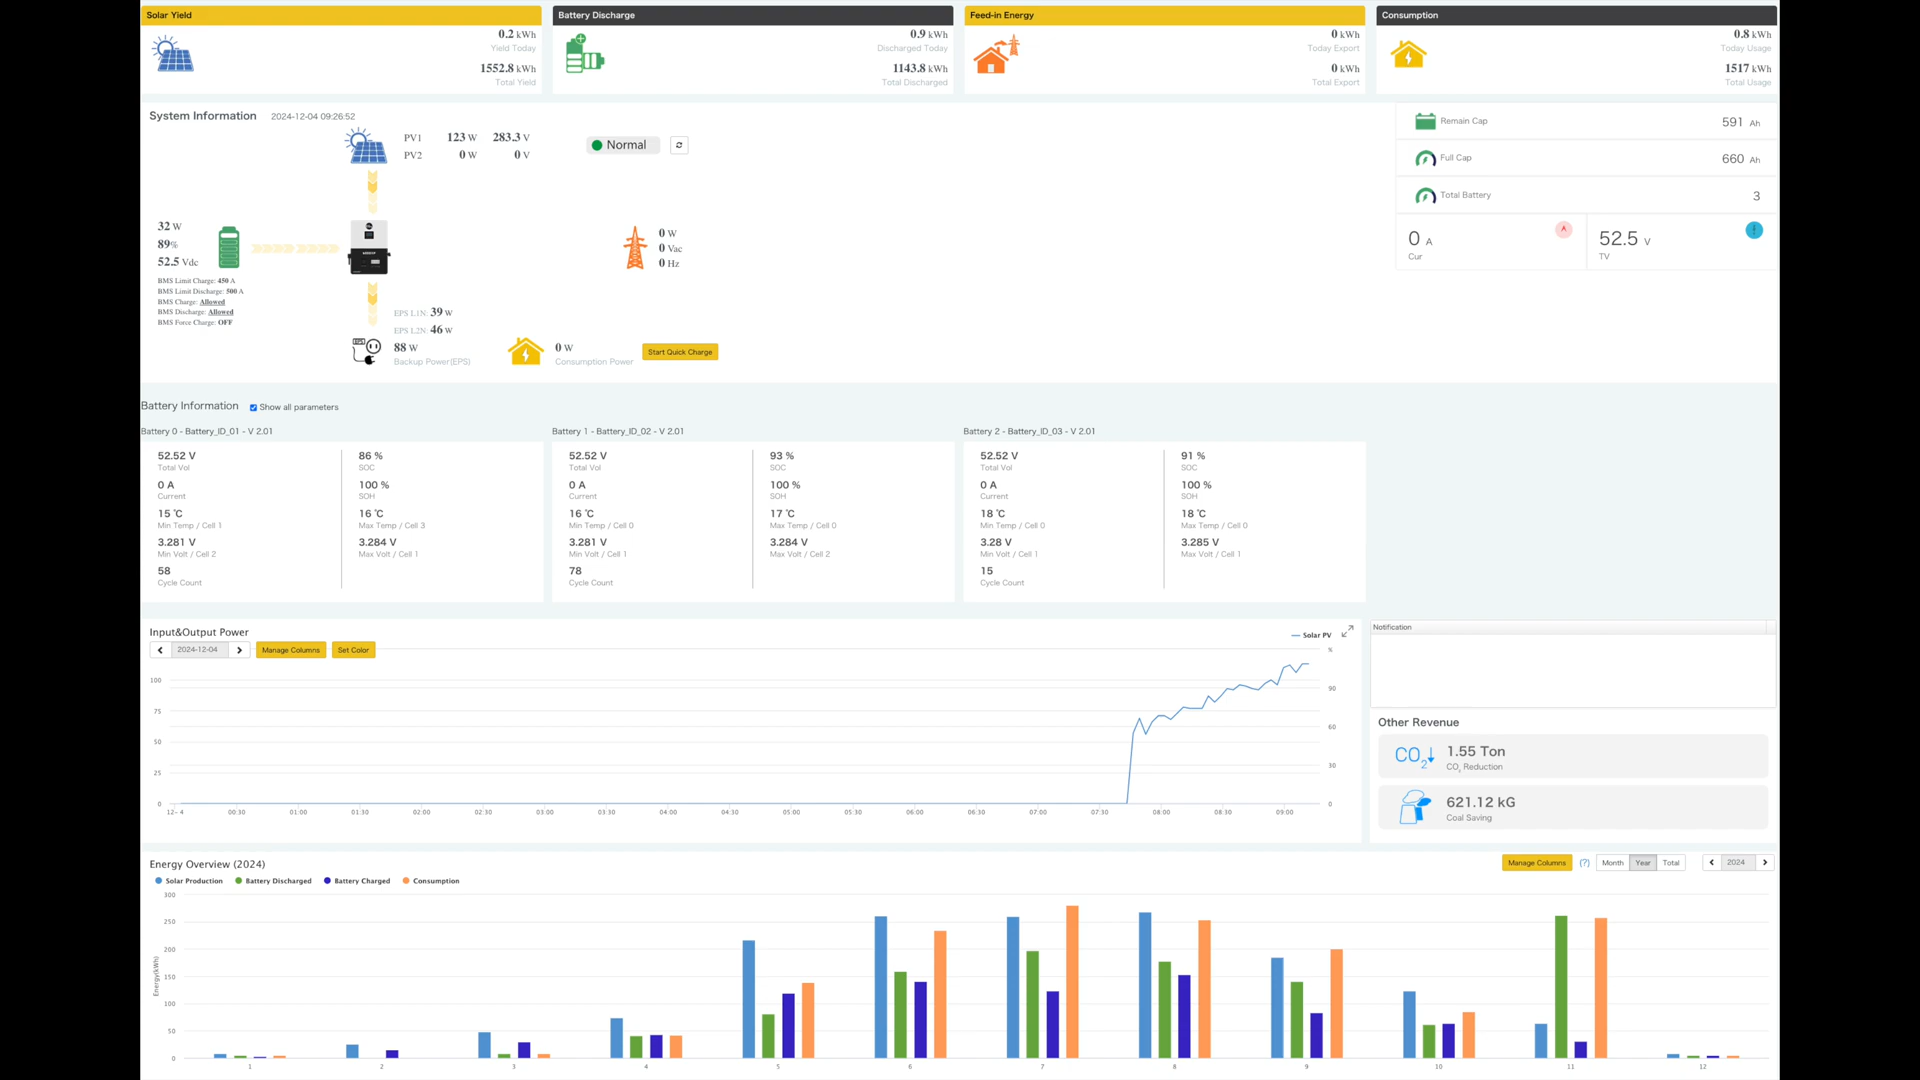 Solar Yield
0.2 kWh
Yield Today
1552.8 kWh
Total Yield
Battery Discharge
0.9 kWh
Discharged Today
1143.8 kWh
Total Discharged
Feed-in Energy
0 kWh
Today Export
0 kWh
Total Export
Consumption
0.8 kWh
Today Usage
1517 kWh
Total Usage
System Information 2024-12-04 09:26:52
PV1 123 W 283.3 V
PV2 0 W 0 V
Normal
32 W
89%
52.5 Vdc
BMS Limit Charge: 450 A
BMS Limit Discharge: 500 A
BMS Charge: Allowed
BMS Discharge: Allowed
BMS Force Charge: OFF
0 W
0 Vac
0 Hz
EPS L1N: 39 W
EPS L2N: 46 W
EPS
88 W
Backup Power(EPS)
0 W
Consumption Power
Start Quick Charge
Remain Cap 591 Ah
Full Cap 660 Ah
Total Battery 3
0 A
Cur
A
52.5 V
TV
Battery Information Show all parameters
Battery 0 - Battery_ID_01 - V 2.01
52.52 V
Total Vol
86 %
SOC
0 A
Current
100 %
SOH
15 ℃
Min Temp / Cell 1
16 ℃
Max Temp / Cell 3
3.281 V
Min Volt / Cell 2
3.284 V
Max Volt / Cell 1
58
Cycle Count
Battery 1 - Battery_ID_02 - V 2.01
52.52 V
Total Vol
93 %
SOC
0 A
Current
100 %
SOH
16 ℃
Min Temp / Cell 0
17 ℃
Max Temp / Cell 0
3.281 V
Min Volt / Cell 1
3.284 V
Max Volt / Cell 2
78
Cycle Count
Battery 2 - Battery_ID_03 - V 2.01
52.52 V
Total Vol
91 %
SOC
0 A
Current
100 %
SOH
18 ℃
Min Temp / Cell 0
18 ℃
Max Temp / Cell 0
3.28 V
Min Volt / Cell 1
3.285 V
Max Volt / Cell 1
15
Cycle Count
Input&Output Power
2024-12-04 Manage Columns Set Color
Solar PV
%
100
75
50
25
0
90
60
30
0
12- 4 00:30 01:00 01:30 02:00 02:30 03:00 03:30 04:00 04:30 05:00 05:30 06:00 06:30 07:00 07:30 08:00 08:30 09:00
Notification
Other Revenue
CO2
1.55 Ton
CO2 Reduction
621.12 kG
Coal Saving
Energy Overview (2024)
Manage Columns (?) Month Year Total 2024
Solar Production Battery Discharged Battery Charged Consumption
Energy(kWh)
300
250
200
150
100
50
0
1 2 3 4 5 6 7 8 9 10 11 12